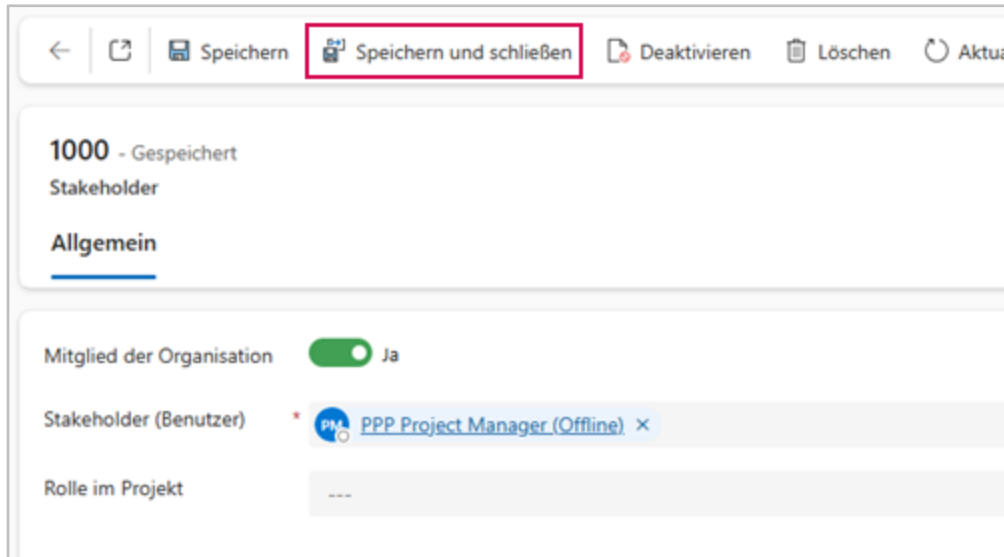 Speichern Speichern und schließen Deaktivieren Löschen
1000 - Gespeichert
Stakeholder
Allgemein
Mitglied der Organisation Ja
Stakeholder (Benutzer) * PM PPP Project Manager (Offline) ×
Rolle im Projekt ---